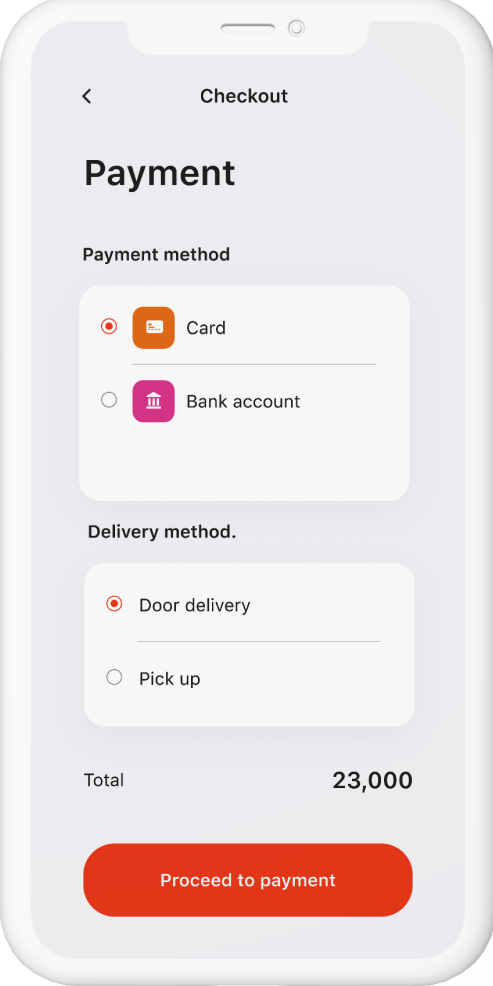 Checkout
Payment
Payment method
Card
Bank account
Delivery method.
Door delivery
Pick up
Total 23,000
Proceed to payment